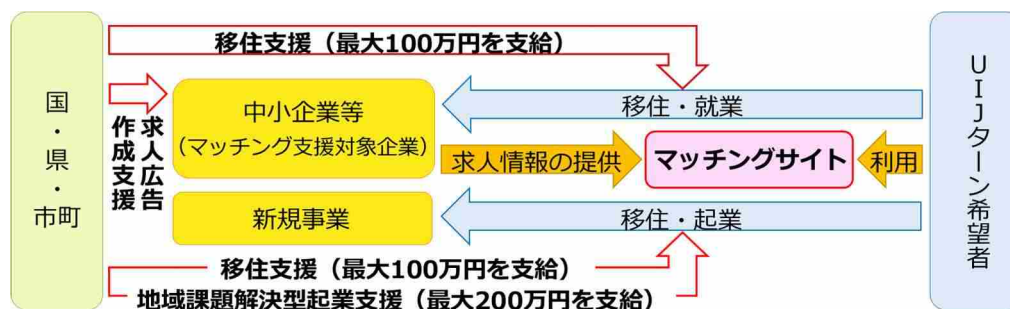 移住支援（最大100万円を支給）
国・県・市町
求人広告
作成支援
中小企業等
（マッチング支援対象企業）
移住・就業
求人情報の提供
マッチングサイト
利用
UIJターン希望者
新規事業
移住・起業
移住支援（最大100万円を支給）
地域課題解決型起業支援（最大200万円を支給）